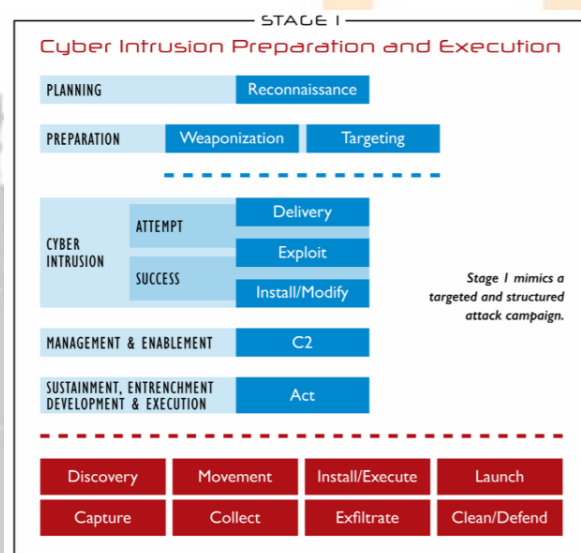 STAGE 1
Cyber Intrusion Preparation and Execution
PLANNING
Reconnaissance
PREPARATION
Weaponization
Targeting
CYBER
INTRUSION
ATTEMPT
SUCCESS
Delivery
Exploit
Install/Modify
Stage 1 mimics a
targeted and structured
attack campaign.
MANAGEMENT & ENABLEMENT
C2
SUSTAINMENT, ENTRENCHMENT
DEVELOPMENT & EXECUTION
Act
Discovery
Movement
Install/Execute
Launch
Capture
Collect
Exfiltrate
Clean/Defend